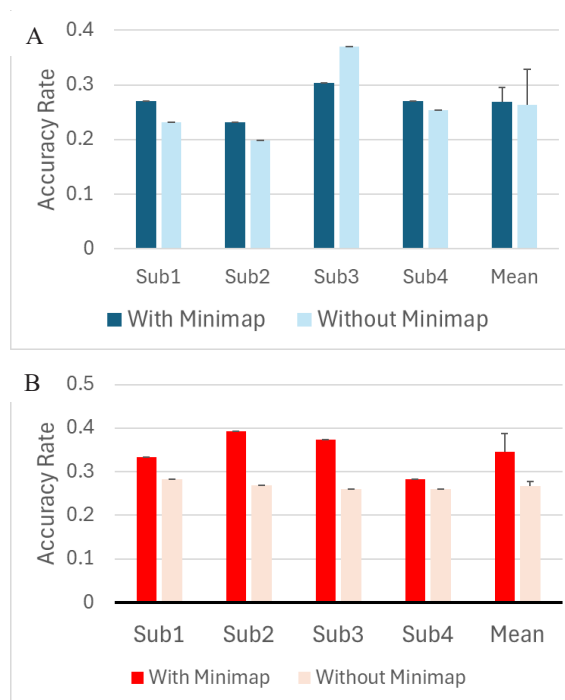 A
Accuracy Rate
0.4
0.3
0.2
0.1
0
Sub1 Sub2 Sub3 Sub4 Mean
With Minimap Without Minimap
B
Accuracy Rate
0.5
0.4
0.3
0.2
0.1
0
Sub1 Sub2 Sub3 Sub4 Mean
With Minimap Without Minimap